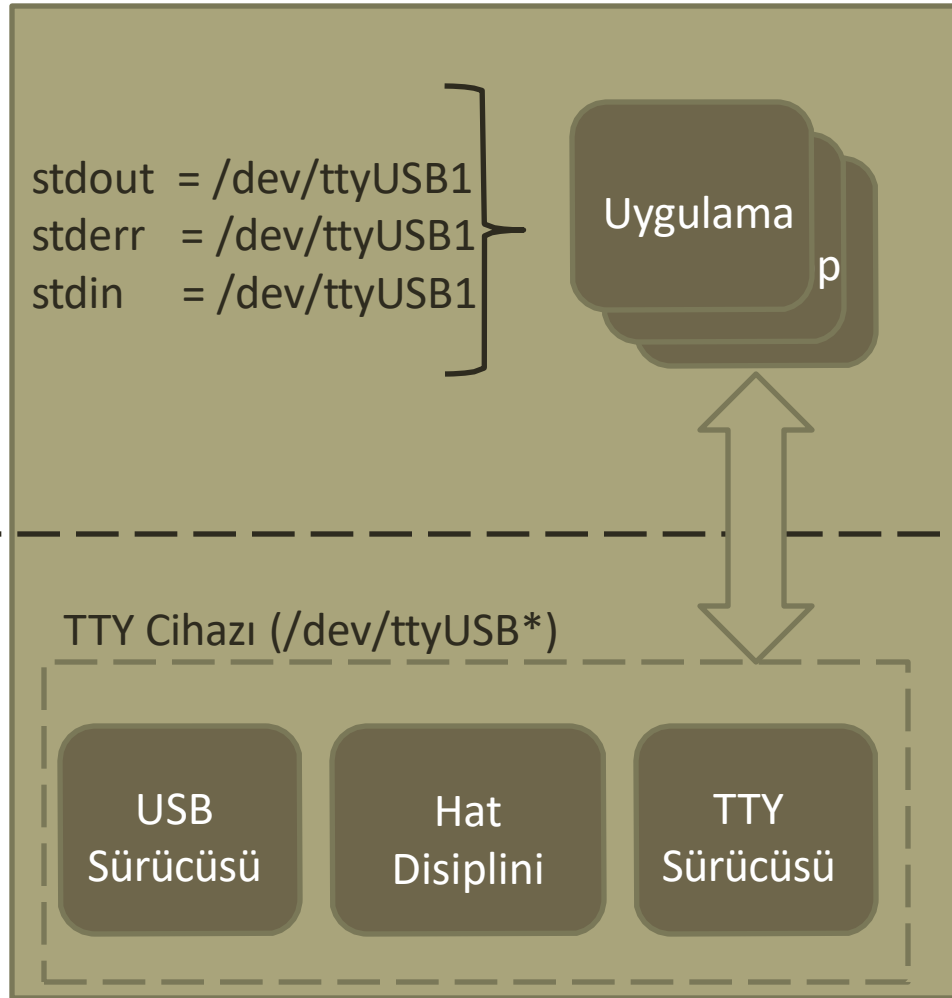 stdout = /dev/ttyUSB1
stderr = /dev/ttyUSB1
stdin = /dev/ttyUSB1
Uygulama
p
TTY Cihazı (/dev/ttyUSB*)
USB
Sürücüsü
Hat
Disiplini
TTY
Sürücüsü